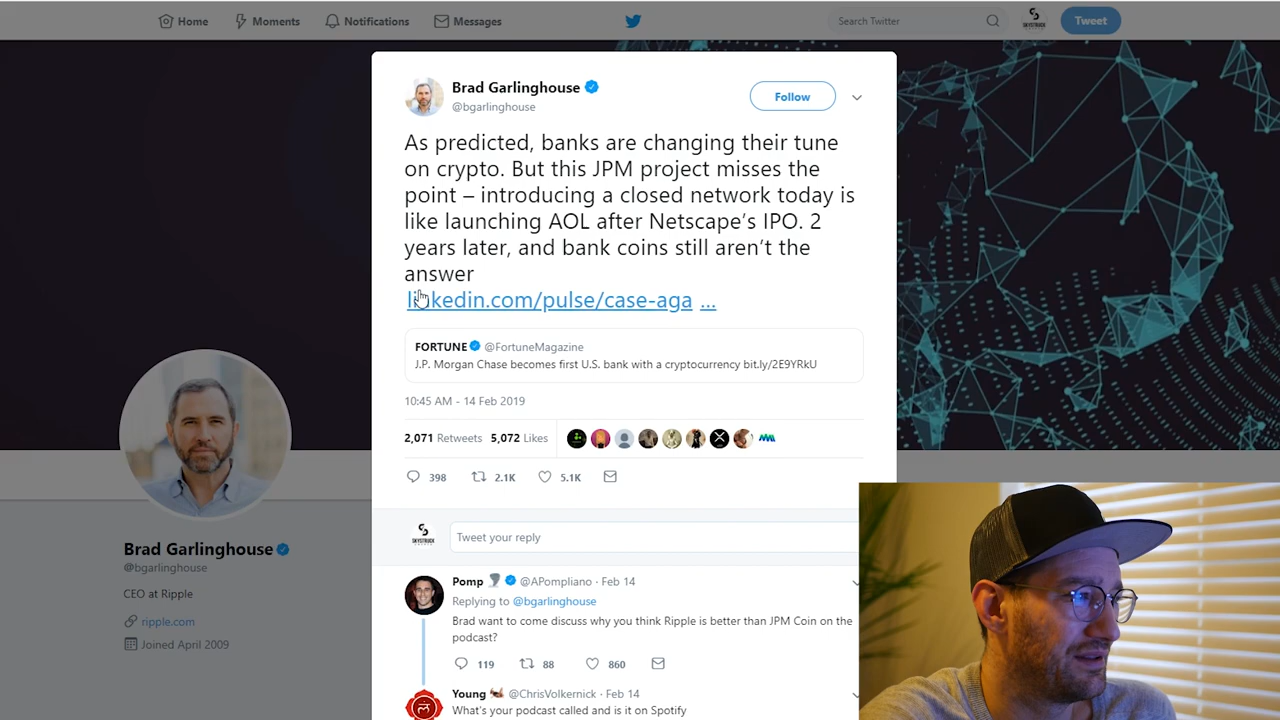 Home Moments Notifications Messages Search Twitter Tweet
Brad Garlinghouse
@bgarlinghouse
Follow
As predicted, banks are changing their tune
on crypto. But this JPM project misses the
point – introducing a closed network today is
like launching AOL after Netscape's IPO. 2
years later, and bank coins still aren't the
answer
linkedin.com/pulse/case-aga ...
FORTUNE @FortuneMagazine
J.P. Morgan Chase becomes first U.S. bank with a cryptocurrency bit.ly/2E9YRkU
10:45 AM - 14 Feb 2019
2,071 Retweets 5,072 Likes
398 2.1K 5.1K
Tweet your reply
Pomp @APompliano · Feb 14
Replying to @bgarlinghouse
Brad want to come discuss why you think Ripple is better than JPM Coin on the
podcast?
119 88 860
Young @ChrisVolkernick · Feb 14
What's your podcast called and is it on Spotify
Brad Garlinghouse
@bgarlinghouse
CEO at Ripple
ripple.com
Joined April 2009